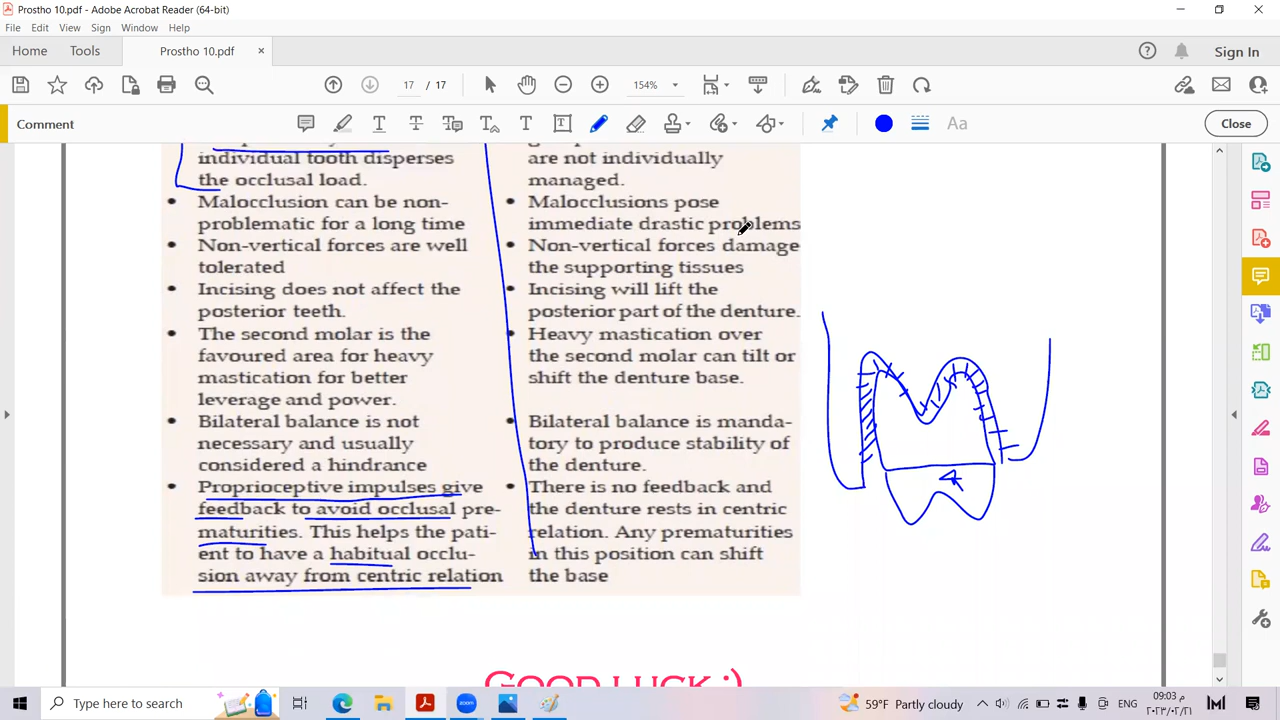 Prostho 10.pdf - Adobe Acrobat Reader (64-bit)
File Edit View Sign Window Help
Home Tools Prostho 10.pdf × Sign In
17 / 17 154%
Comment Aa Close
individual tooth disperses
the occlusal load.
• Malocclusion can be non-
problematic for a long time
• Non-vertical forces are well
tolerated
• Incising does not affect the
posterior teeth.
• The second molar is the
favoured area for heavy
mastication for better
leverage and power.
• Bilateral balance is not
necessary and usually
considered a hindrance
• Proprioceptive impulses give
feedback to avoid occlusal pre-
maturities. This helps the pati-
ent to have a habitual occlu-
sion away from centric relation
are not individually
managed.
• Malocclusions pose
immediate drastic problems
• Non-vertical forces damage
the supporting tissues
• Incising will lift the
posterior part of the denture.
• Heavy mastication over
the second molar can tilt or
shift the denture base.
• Bilateral balance is manda-
tory to produce stability of
the denture.
• There is no feedback and
the denture rests in centric
relation. Any prematurities
in this position can shift
the base
GOOD LUCK :)
Type here to search
zoom
59°F Partly cloudy
ENG
09:03 م
٢٠٢٣/٠٢/٢١